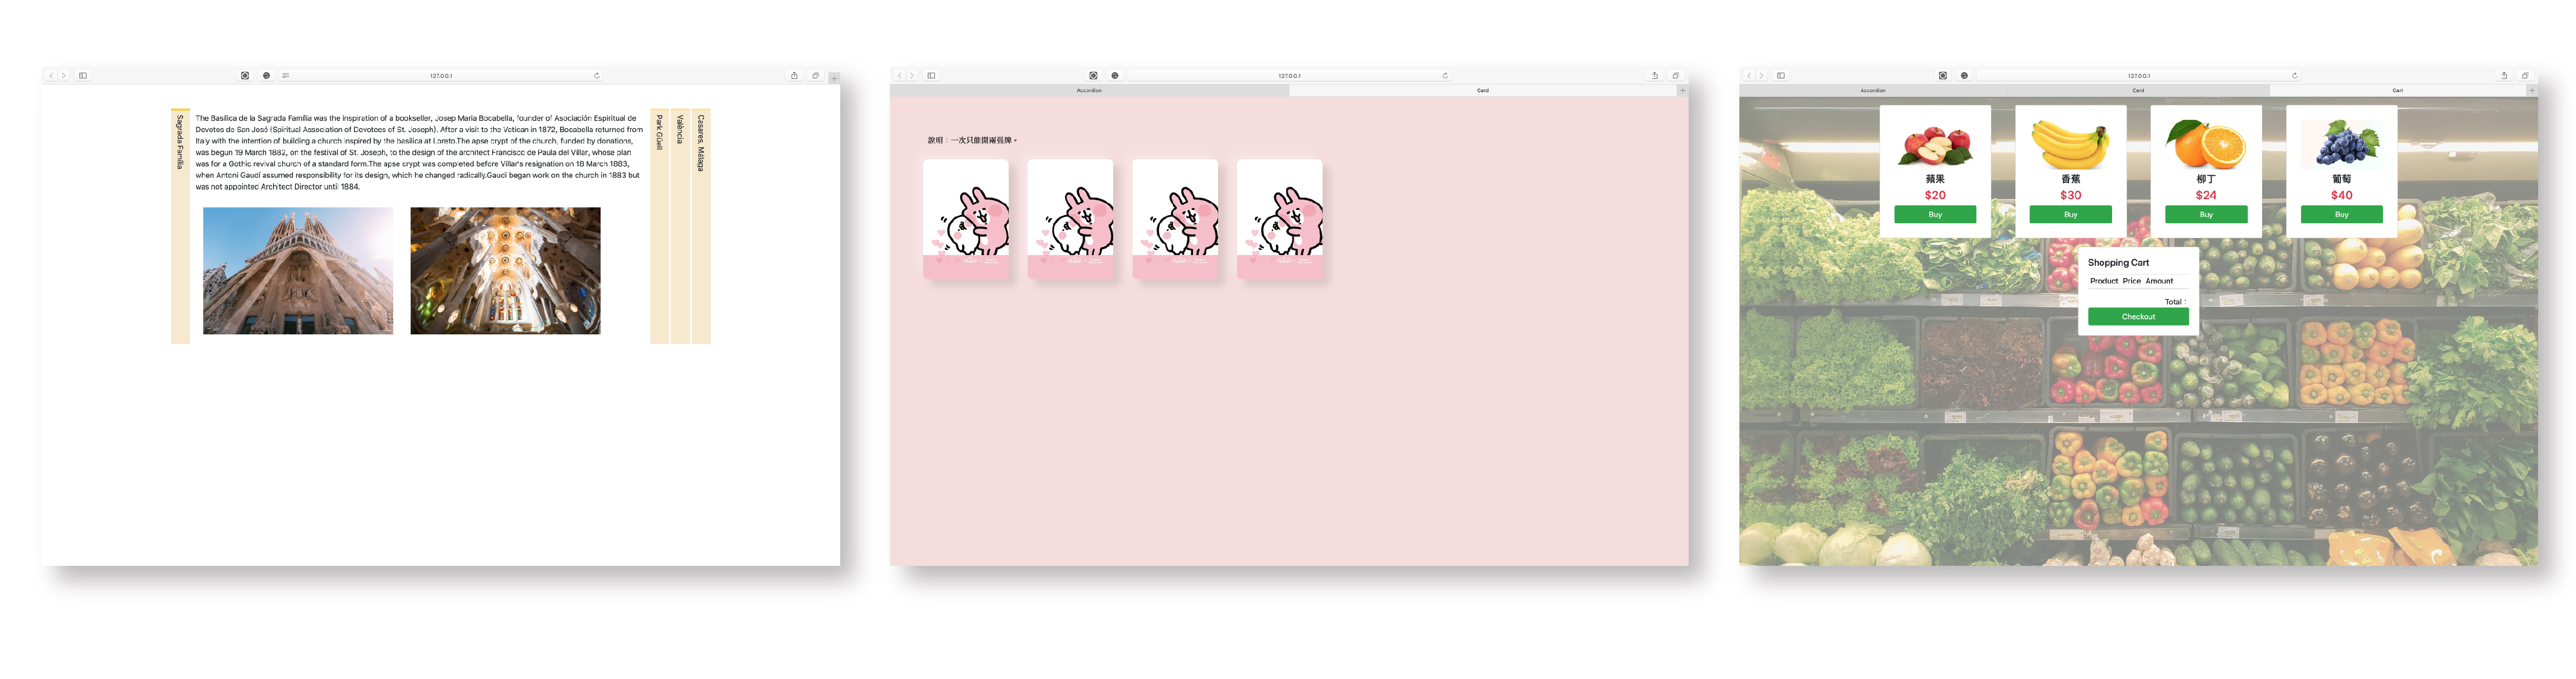 127.0.0.1
Sagrada Família
The Basílica de la Sagrada Família was the inspiration of a bookseller, Josep Maria Bocabella, founder of Asociación Espiritual de
Devotos de San José (Spiritual Association of Devotees of St. Joseph). After a visit to the Vatican in 1872, Bocabella returned from
Italy with the intention of building a church inspired by the basilica at Loreto.The apse crypt of the church, funded by donations,
was begun 19 March 1882, on the festival of St. Joseph, to the design of the architect Francisco de Paula del Villar, whose plan
was for a Gothic revival church of a standard form.The apse crypt was completed before Villar's resignation on 18 March 1883,
when Antoni Gaudí assumed responsibility for its design, which he changed radically.Gaudi began work on the church in 1883 but
was not appointed Architect Director until 1884.
Park Güell
València
Casares, Málaga
127.0.0.1
Accordion
Card
說明：一次只能開兩張牌。
127.0.0.1
Accordion
Card
Cart
蘋果
$20
Buy
香蕉
$30
Buy
柳丁
$24
Buy
葡萄
$40
Buy
Shopping Cart
Product Price Amount
Total :
Checkout